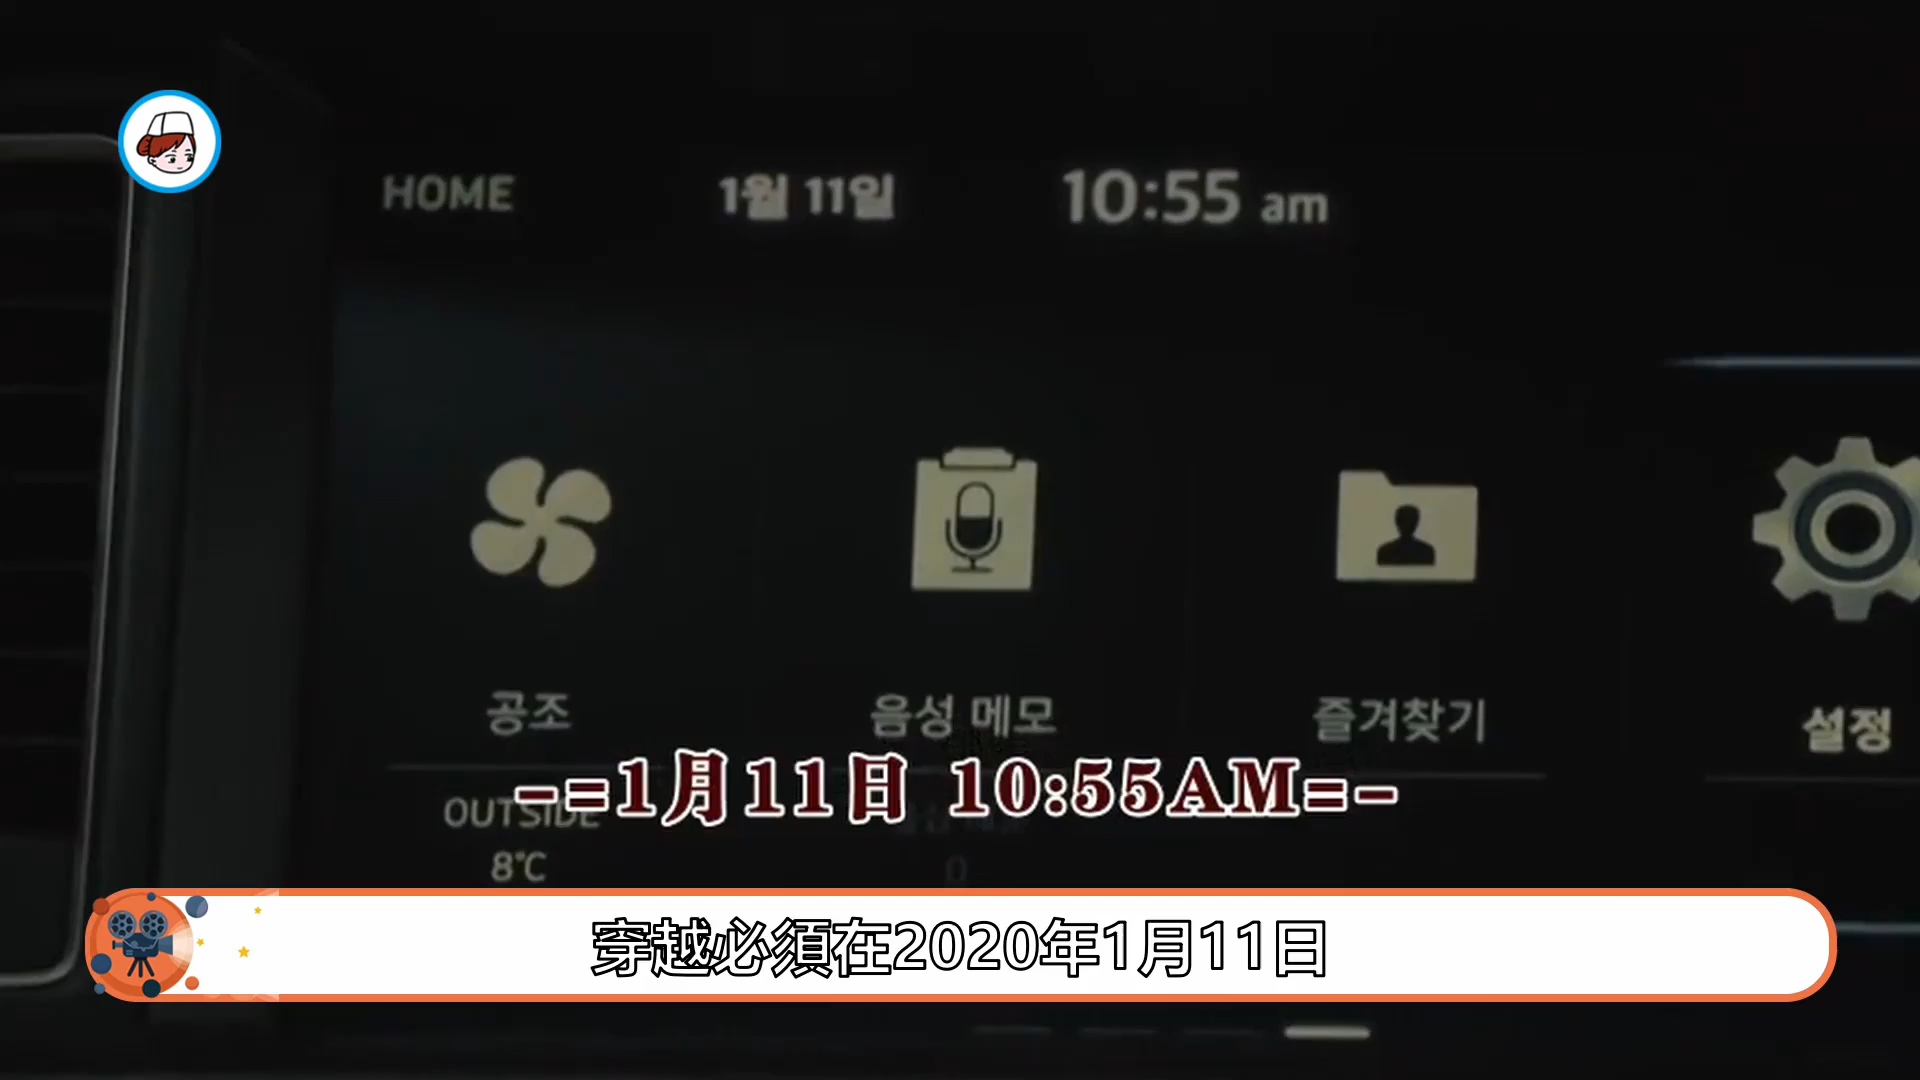 HOME 1월 11일 10:55 am
공조 음성 메모 즐겨찾기 설정
-=1月11日 10:55AM=-
OUTSIDE
8°C
0
穿越必須在2020年1月11日